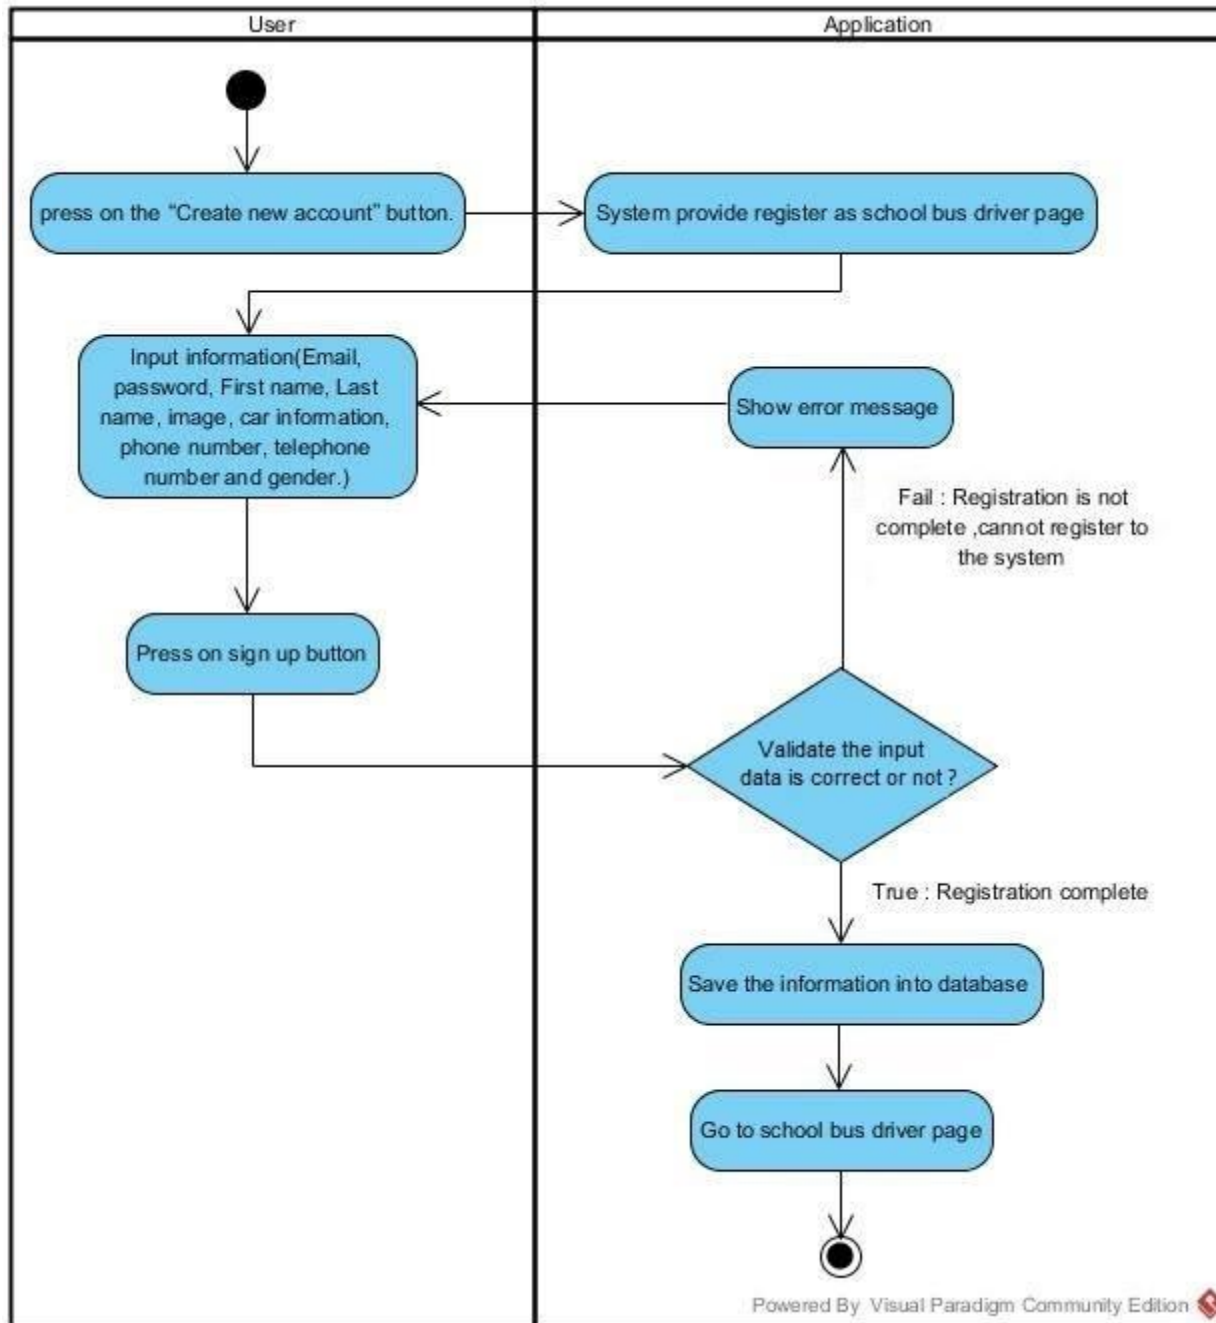 User
Application
press on the “Create new account” button.
System provide register as school bus driver page
Input information(Email,
password, First name, Last
name, image, car information,
phone number, telephone
number and gender.)
Show error message
Fail : Registration is not
complete ,cannot register to
the system
Press on sign up button
Validate the input
data is correct or not ?
True : Registration complete
Save the information into database
Go to school bus driver page
Powered By Visual Paradigm Community Edition